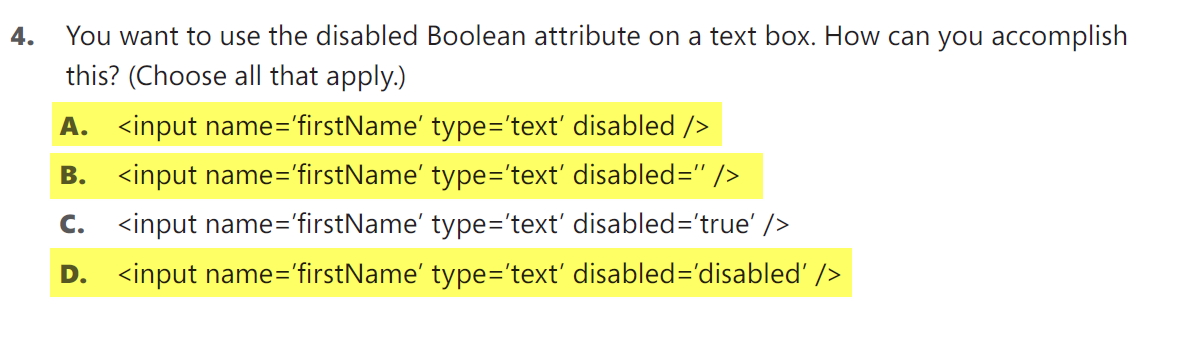 4. You want to use the disabled Boolean attribute on a text box. How can you accomplish
this? (Choose all that apply.)
A. <input name=’firstName’ type=’text’ disabled />
B. <input name=’firstName’ type=’text’ disabled=’’ />
C. <input name=’firstName’ type=’text’ disabled=’true’ />
D. <input name=’firstName’ type=’text’ disabled=’disabled’ />